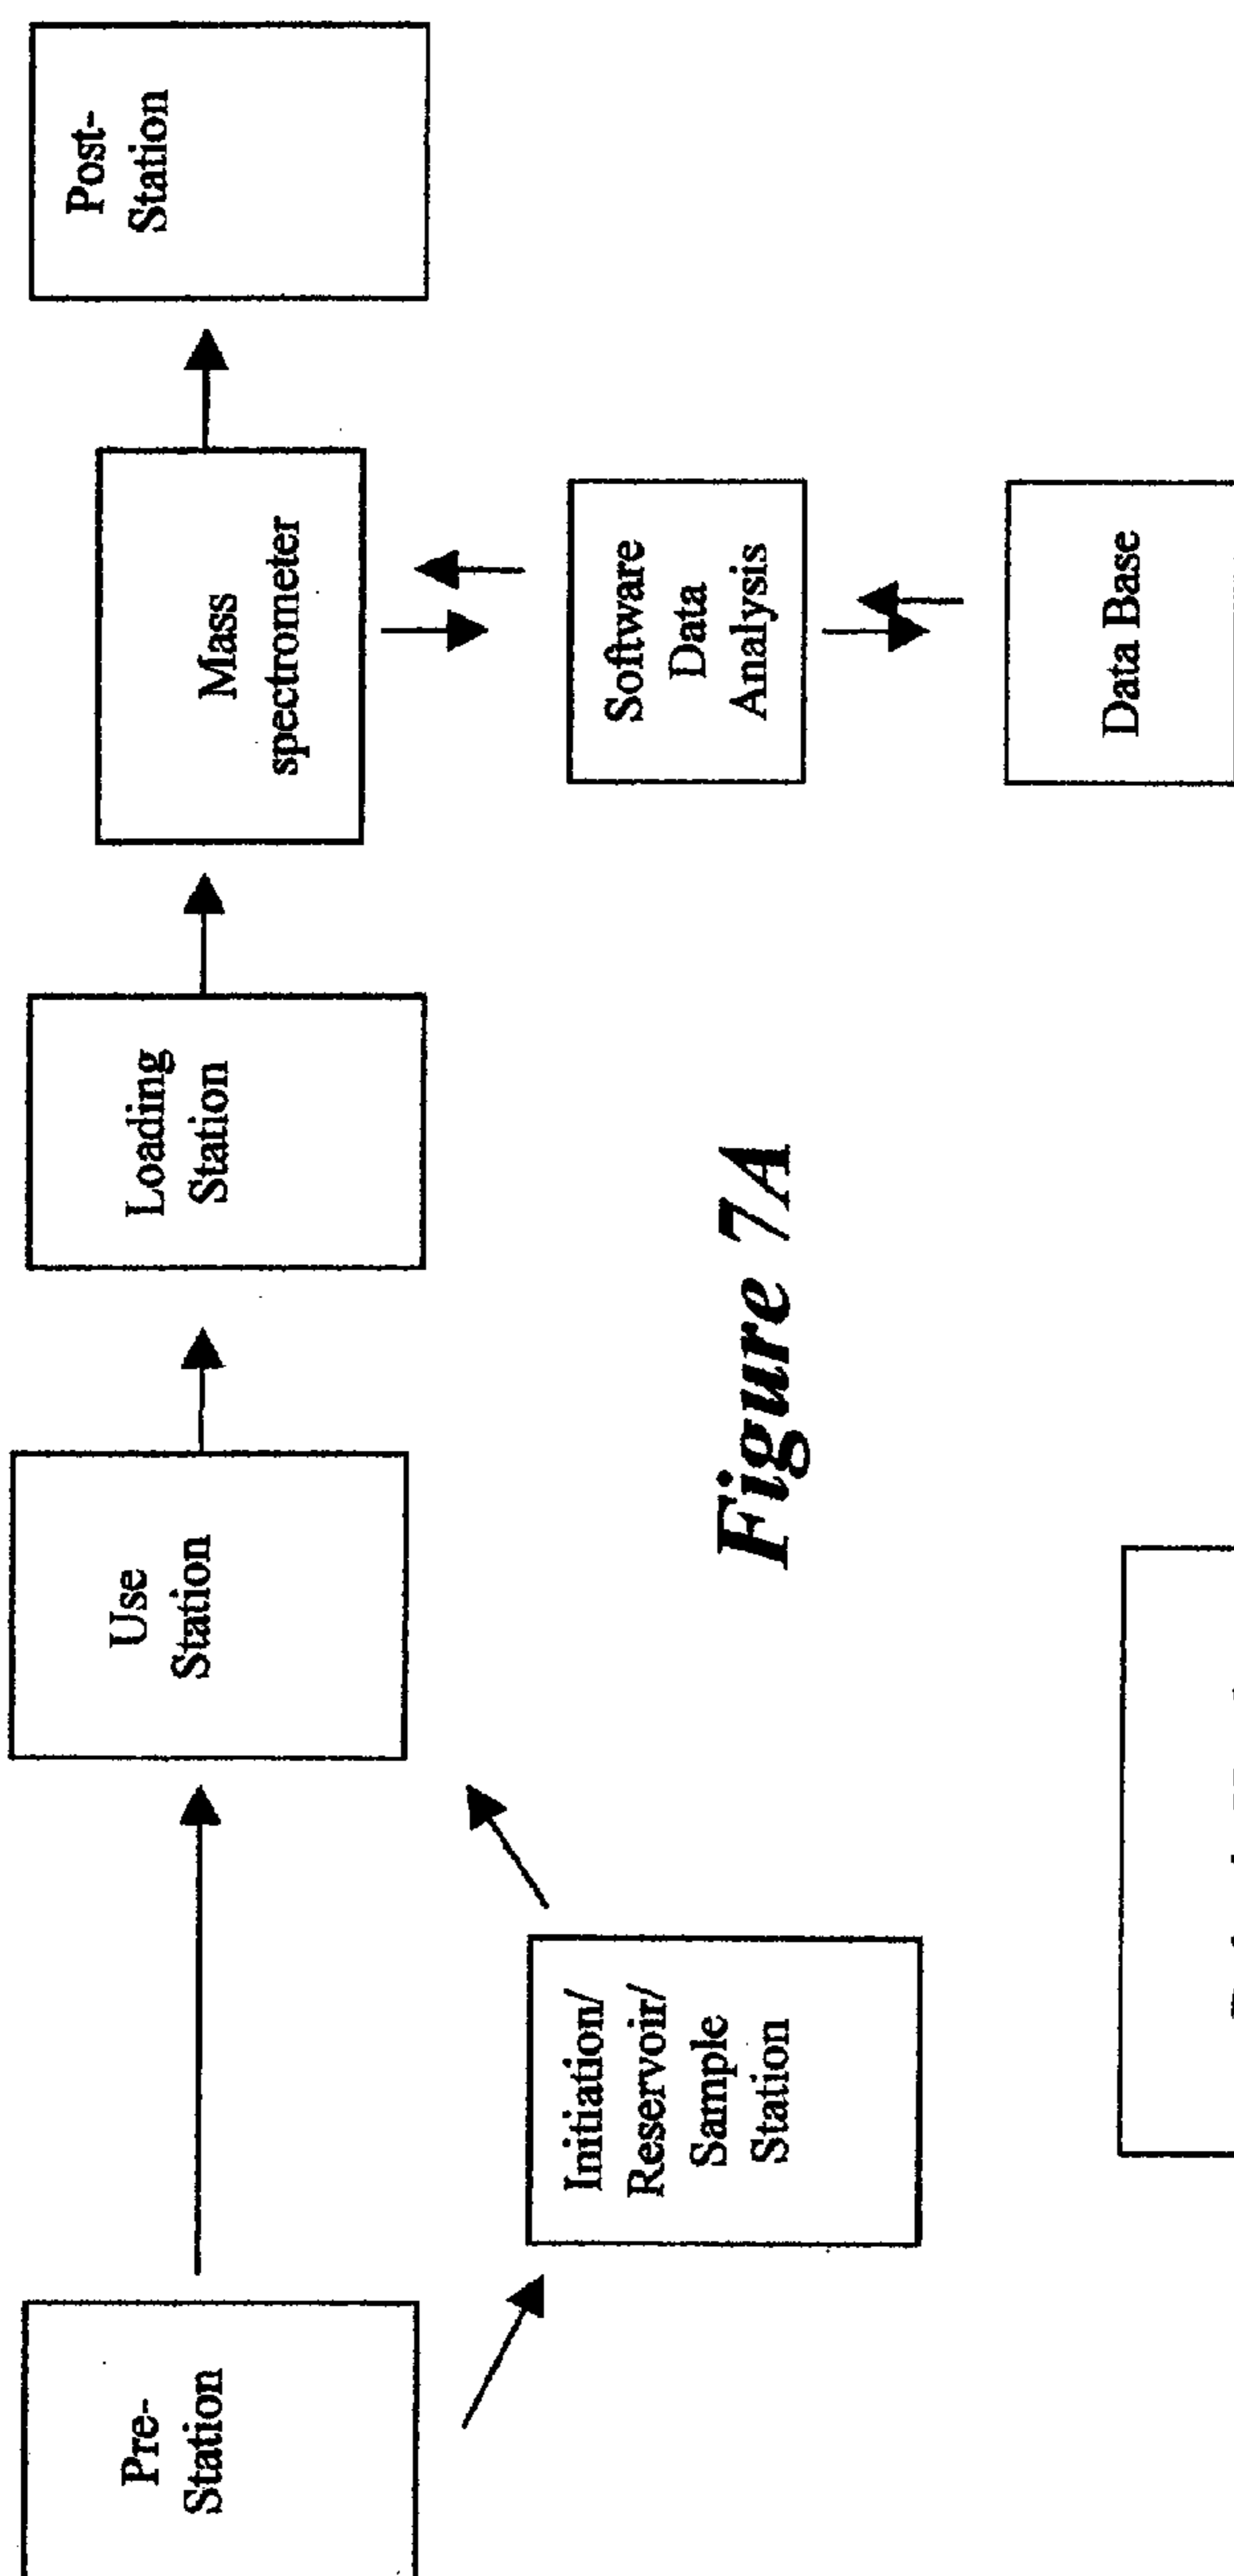 Pre-
Station
Initiation/
Reservoir/
Sample
Station
Use
Station
Loading
Station
Mass
spectrometer
Software
Data
Analysis
Data Base
Post-
Station
Figure 7A